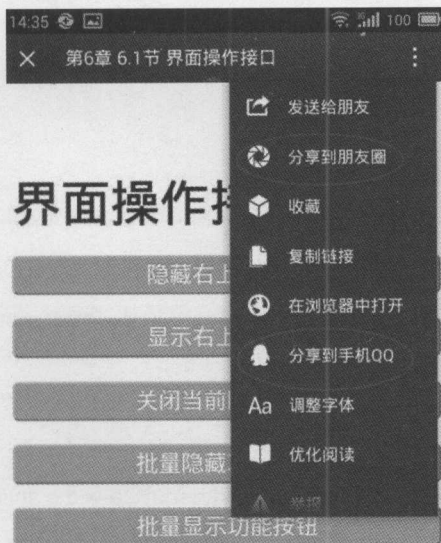 14:35 100
第6章 6.1节 界面操作接口
发送给朋友
分享到朋友圈
界面操作
收藏
复制链接
隐藏右上
在浏览器中打开
显示右上
分享到手机QQ
关闭当前
调整字体
Aa
批量隐藏
优化阅读
举报
批量显示功能按钮